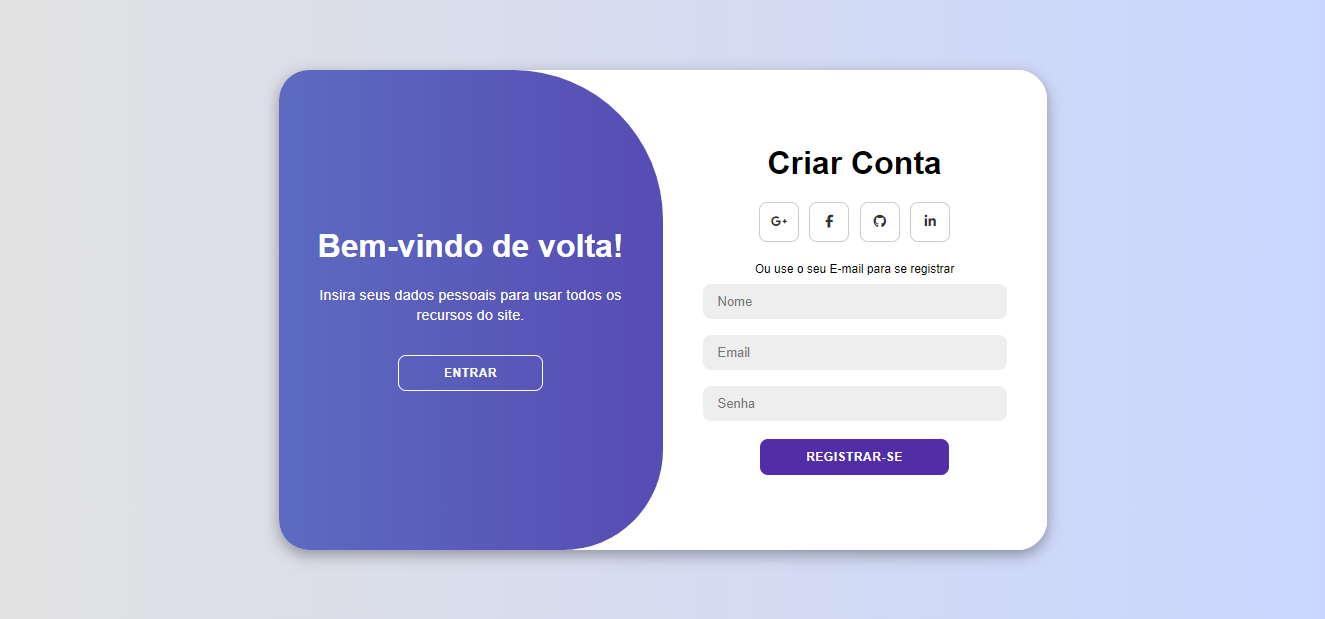 Bem-vindo de volta!
Insira seus dados pessoais para usar todos os
recursos do site.
ENTRAR
Criar Conta
G+ f in
Ou use o seu E-mail para se registrar
Nome
Email
Senha
REGISTRAR-SE